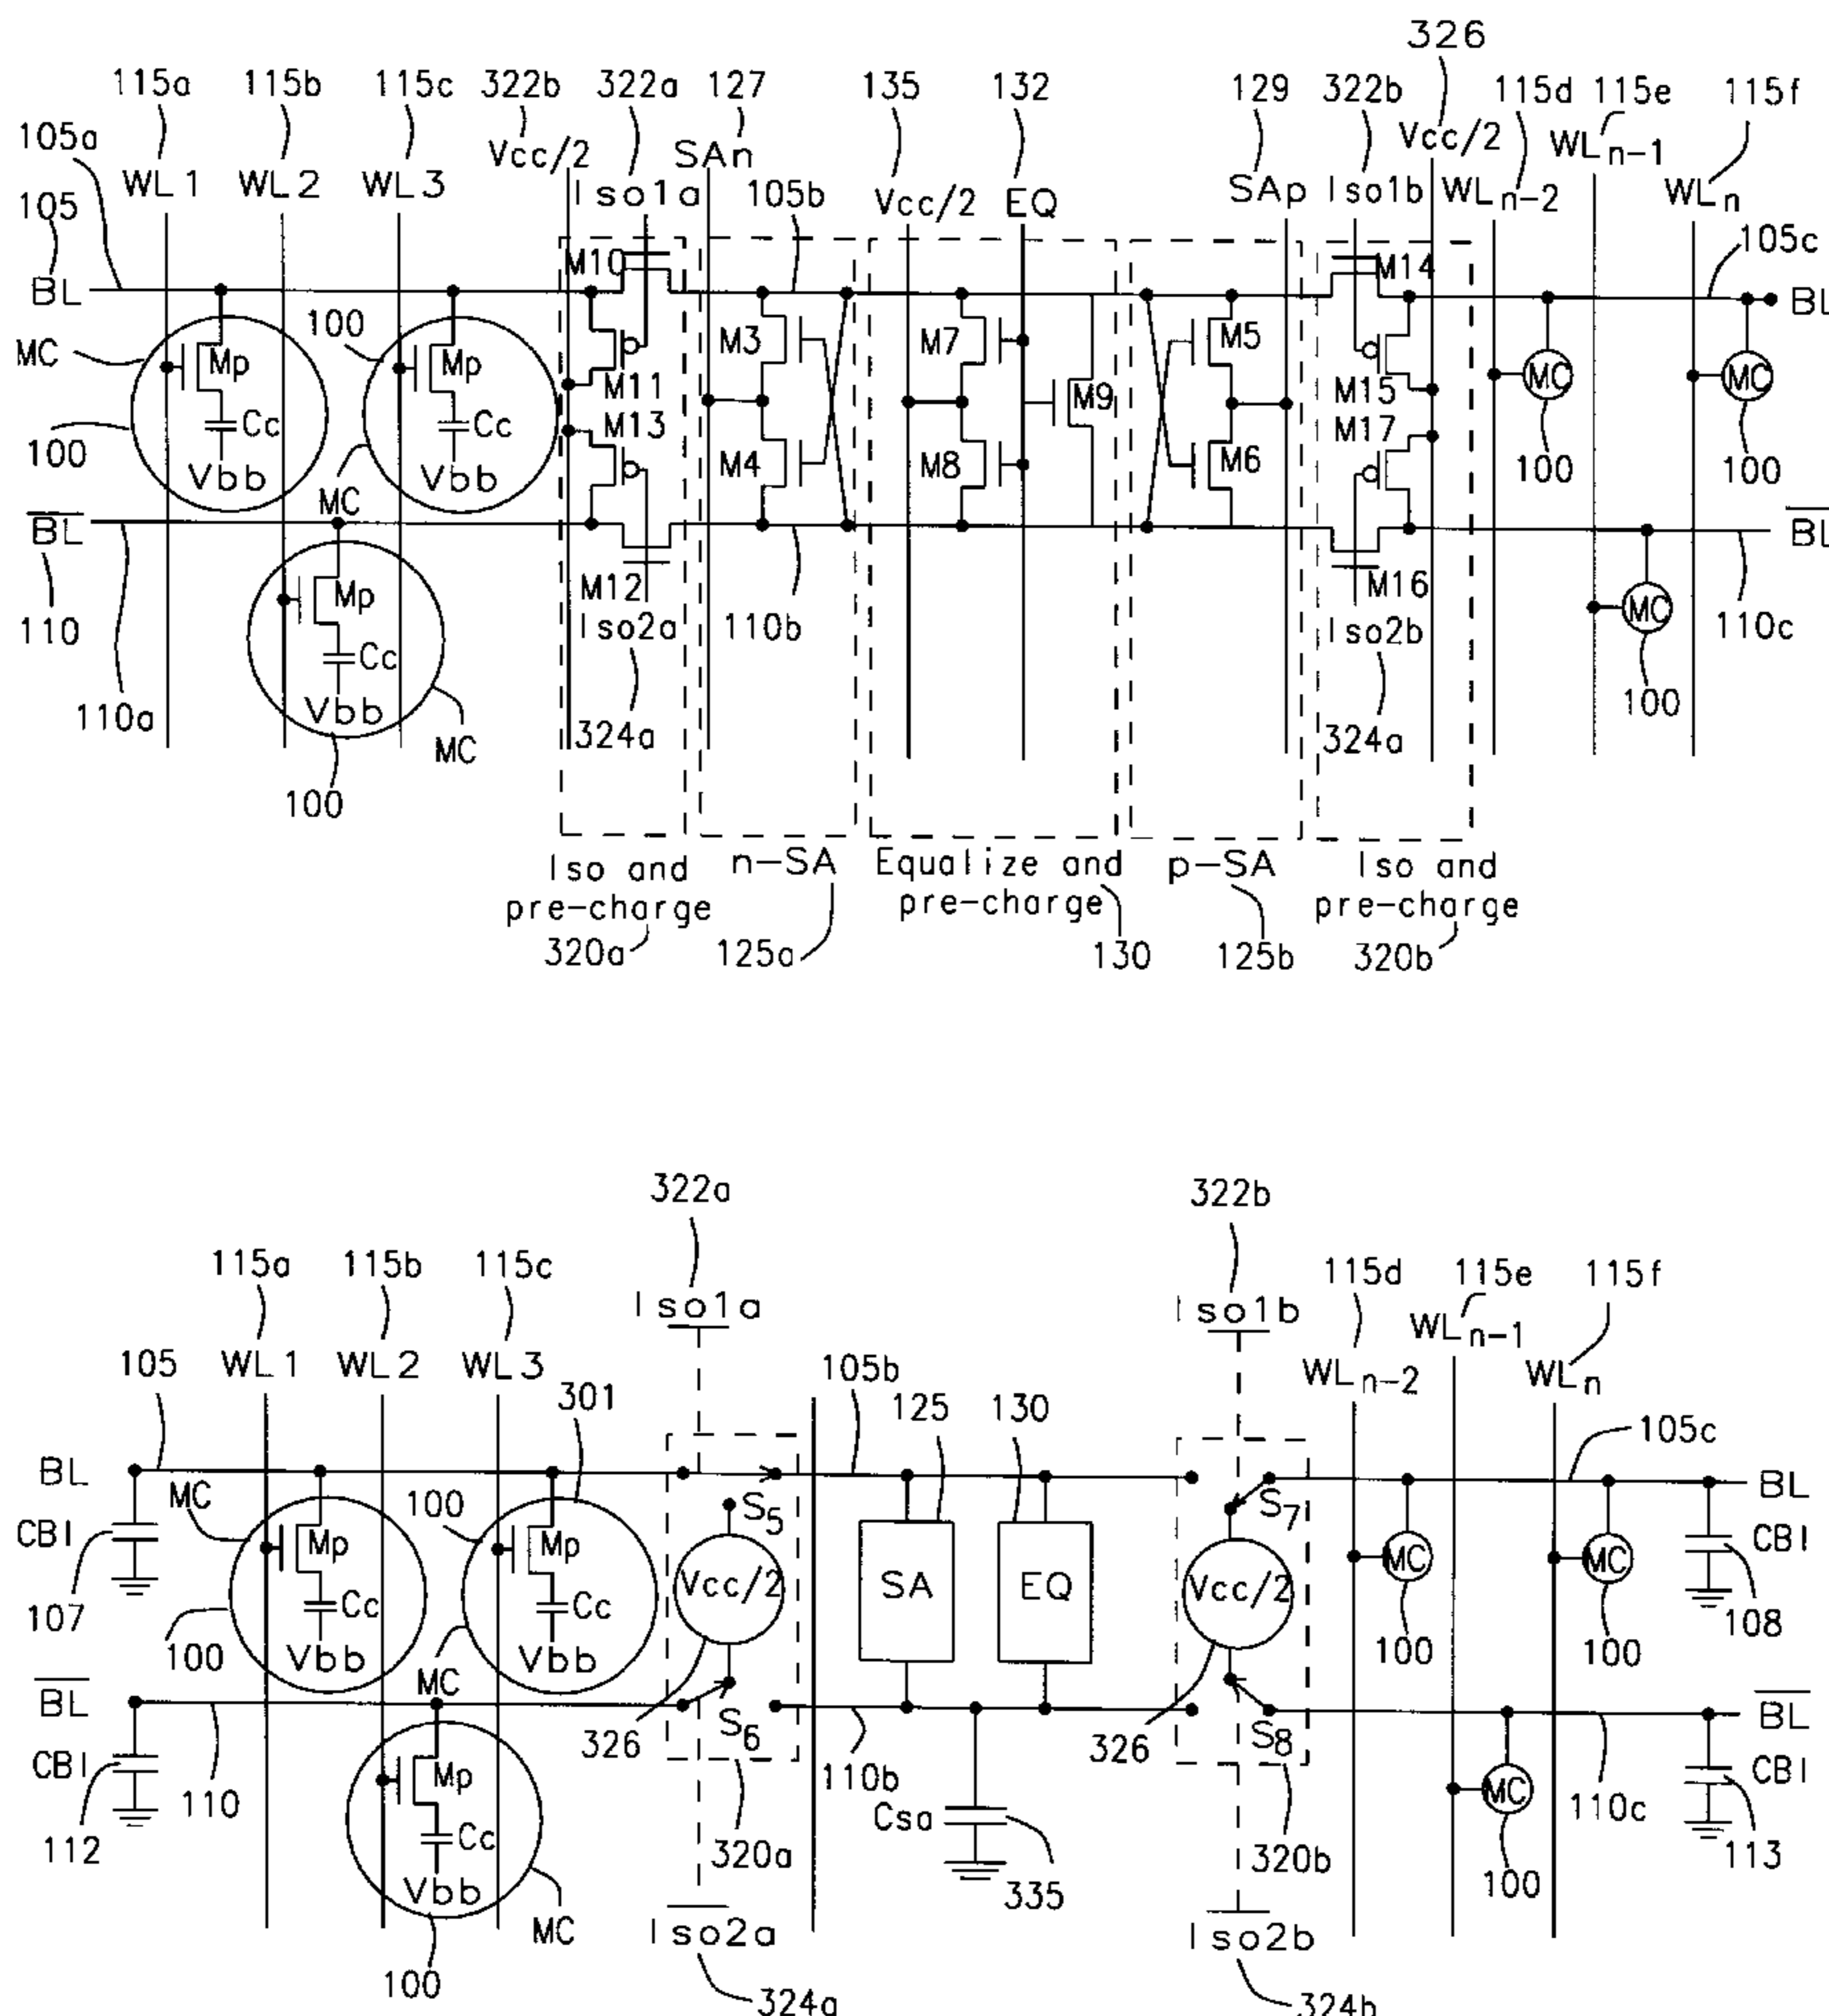 326
115a 115b 115c 322b 322a 127 135 132 129 322b 115d 115e 115f
105a Vcc/2 SAn Vcc/2 WLn-1
WL1 WL2 WL3 Iso1a 105b Vcc/2 EQ SAp Iso1b WLn-2 WLn
105 105c
BL M10 M14 BL
MC 100 Mp Mp M3 M7 M5 MC MC
M11 M9 M15
100 Cc Cc M13 M17
Vbb Vbb M4 M8 M6 100 100
MC
BL BL
M12 M16
110 Mp Iso2a 110b Iso2b MC 110c
Cc
110a Vbb 324a 324a 100
MC
100
Iso and pre-charge n-SA Equalize and pre-charge p-SA Iso and pre-charge
320a 125a 130 125b 320b
322a 322b
115a 115b 115c Iso1a Iso1b 115d 115e 115f
WLn-1
105 WL1 WL2 WL3 105b WLn-2 WLn
301 125 130 105c
BL BL
MC 100 S5 S7
CBl Mp Mp MC MC CBl
Vcc/2 SA EQ Vcc/2
107 Cc Cc 108
100 Vbb Vbb 100 100
MC
BL S6 S8 BL
326 326
CBl Mp 110b MC 110c CBl
110 Csa
112 Cc 320a 320b 113
Vbb 335 100
MC Iso2a Iso2b
100
324a 324b